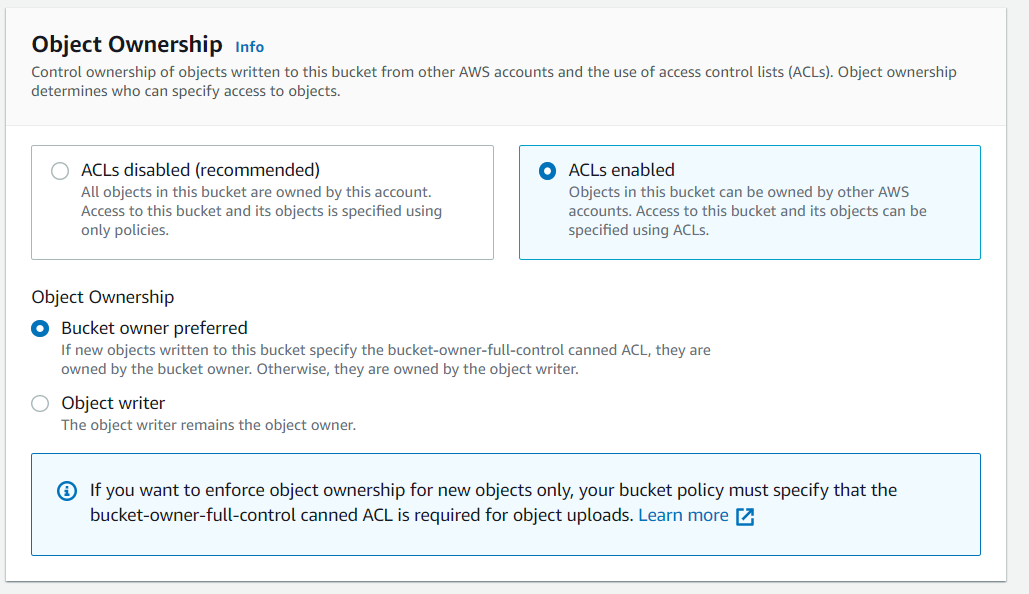 Object Ownership Info
Control ownership of objects written to this bucket from other AWS accounts and the use of access control lists (ACLs). Object ownership
determines who can specify access to objects.
ACLs disabled (recommended)
All objects in this bucket are owned by this account.
Access to this bucket and its objects is specified using
only policies.
ACLs enabled
Objects in this bucket can be owned by other AWS
accounts. Access to this bucket and its objects can be
specified using ACLs.
Object Ownership
Bucket owner preferred
If new objects written to this bucket specify the bucket-owner-full-control canned ACL, they are
owned by the bucket owner. Otherwise, they are owned by the object writer.
Object writer
The object writer remains the object owner.
If you want to enforce object ownership for new objects only, your bucket policy must specify that the
bucket-owner-full-control canned ACL is required for object uploads. Learn more